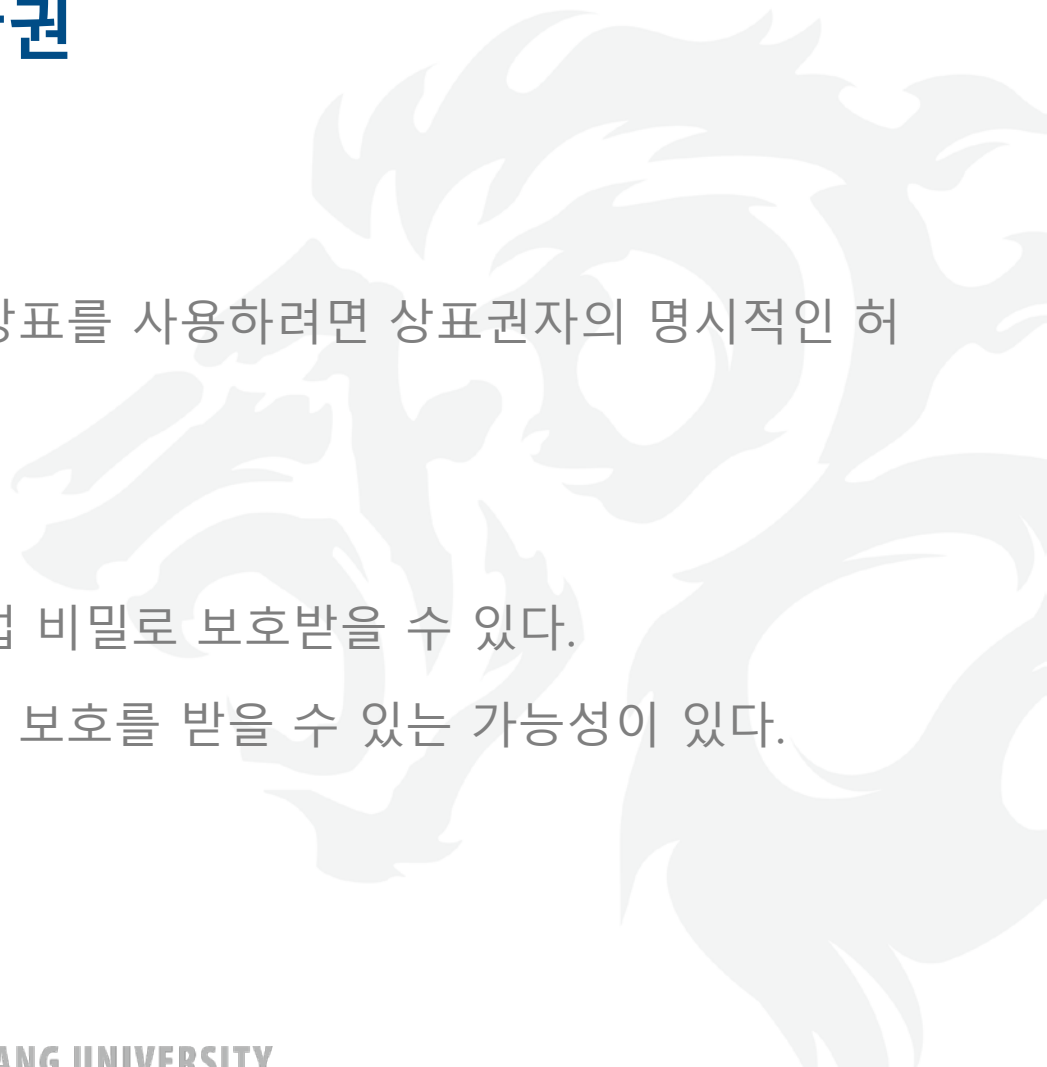 권
상표를 사용하려면 상표권자의 명시적인 허
비밀로 보호받을 수 있다.
보호를 받을 수 있는 가능성이 있다.
ANG UNIVERSITY